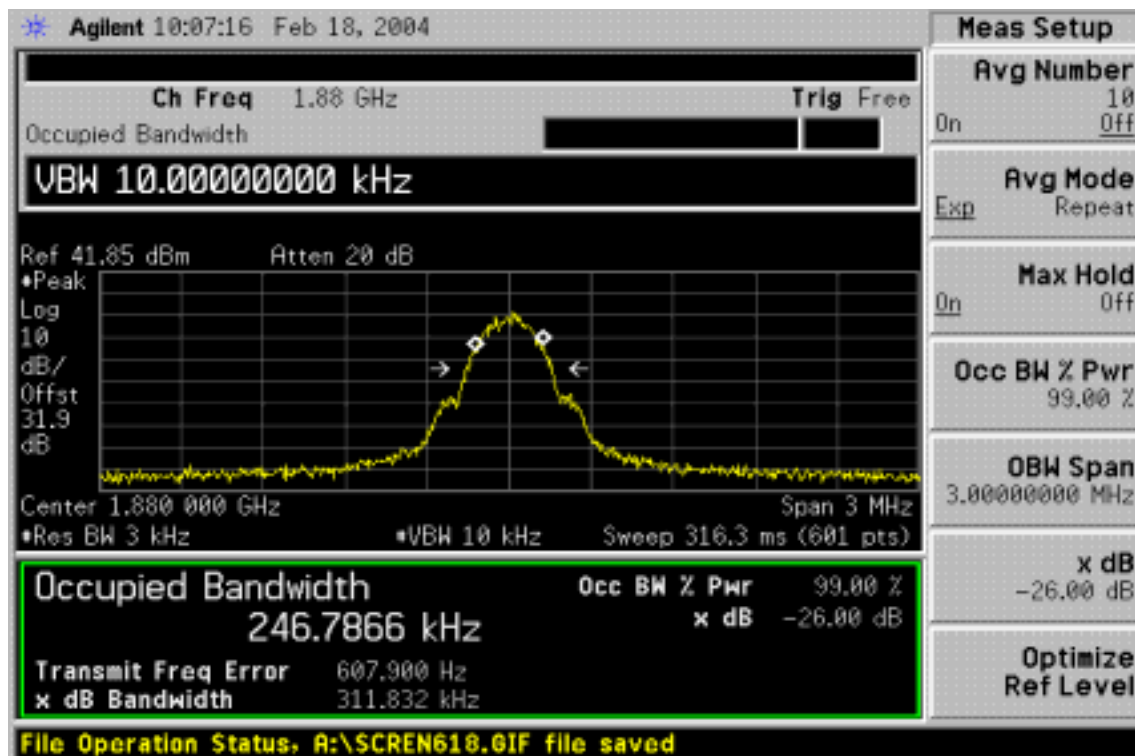 Agilent 10:07:16 Feb 18, 2004
Meas Setup
Ch Freq 1.88 GHz Trig Free
Occupied Bandwidth
VBW 10.00000000 kHz
Ref 41.85 dBm Atten 20 dB
#Peak
Log
10
dB/
Offst
31.9
dB
Center 1.880 000 GHz Span 3 MHz
#Res BW 3 kHz #VBW 10 kHz Sweep 316.3 ms (601 pts)
Occupied Bandwidth Occ BW % Pwr 99.00 %
246.7866 kHz x dB -26.00 dB
Transmit Freq Error 607.900 Hz
x dB Bandwidth 311.832 kHz
Avg Number
10
On Off
Avg Mode
Exp Repeat
Max Hold
On Off
Occ BW % Pwr
99.00 %
OBW Span
3.00000000 MHz
x dB
-26.00 dB
Optimize
Ref Level
File Operation Status, A:\SCREN618.GIF file saved